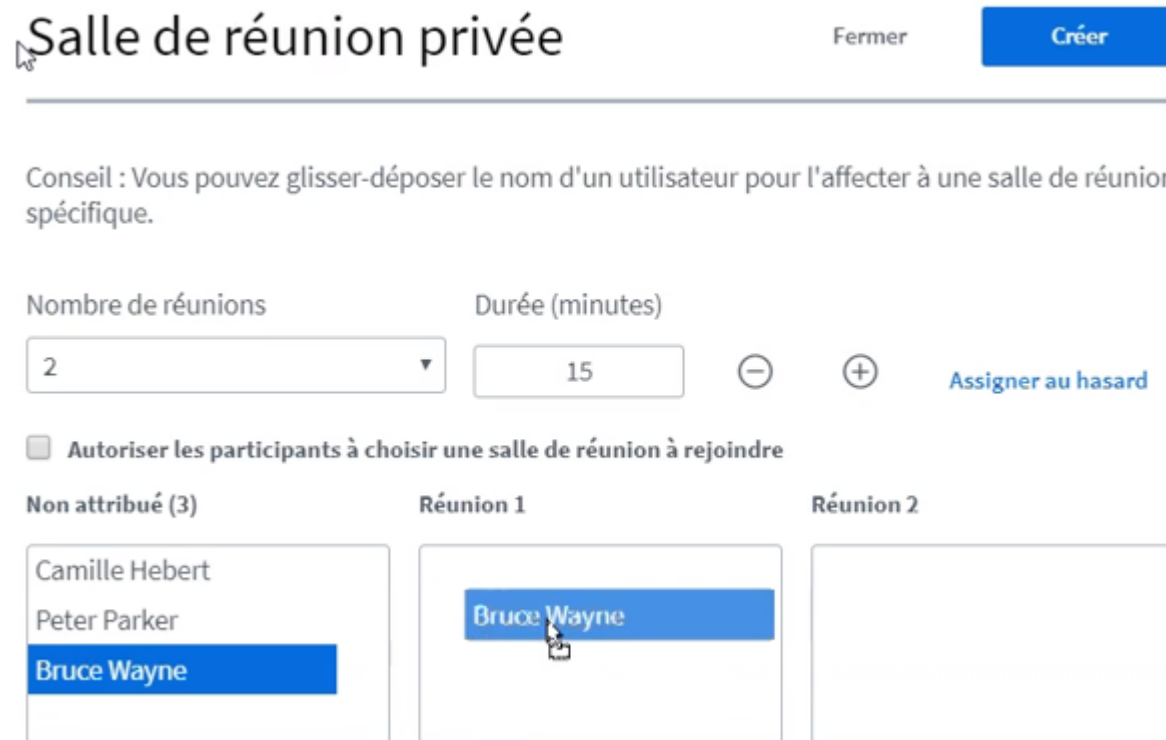 Salle de réunion privée
Fermer
Créer
Conseil : Vous pouvez glisser-déposer le nom d'un utilisateur pour l'affecter à une salle de réunion
spécifique.
Nombre de réunions
Durée (minutes)
2
15
Assigner au hasard
Autoriser les participants à choisir une salle de réunion à rejoindre
Non attribué (3)
Réunion 1
Réunion 2
Camille Hebert
Peter Parker
Bruce Wayne
Bruce Wayne